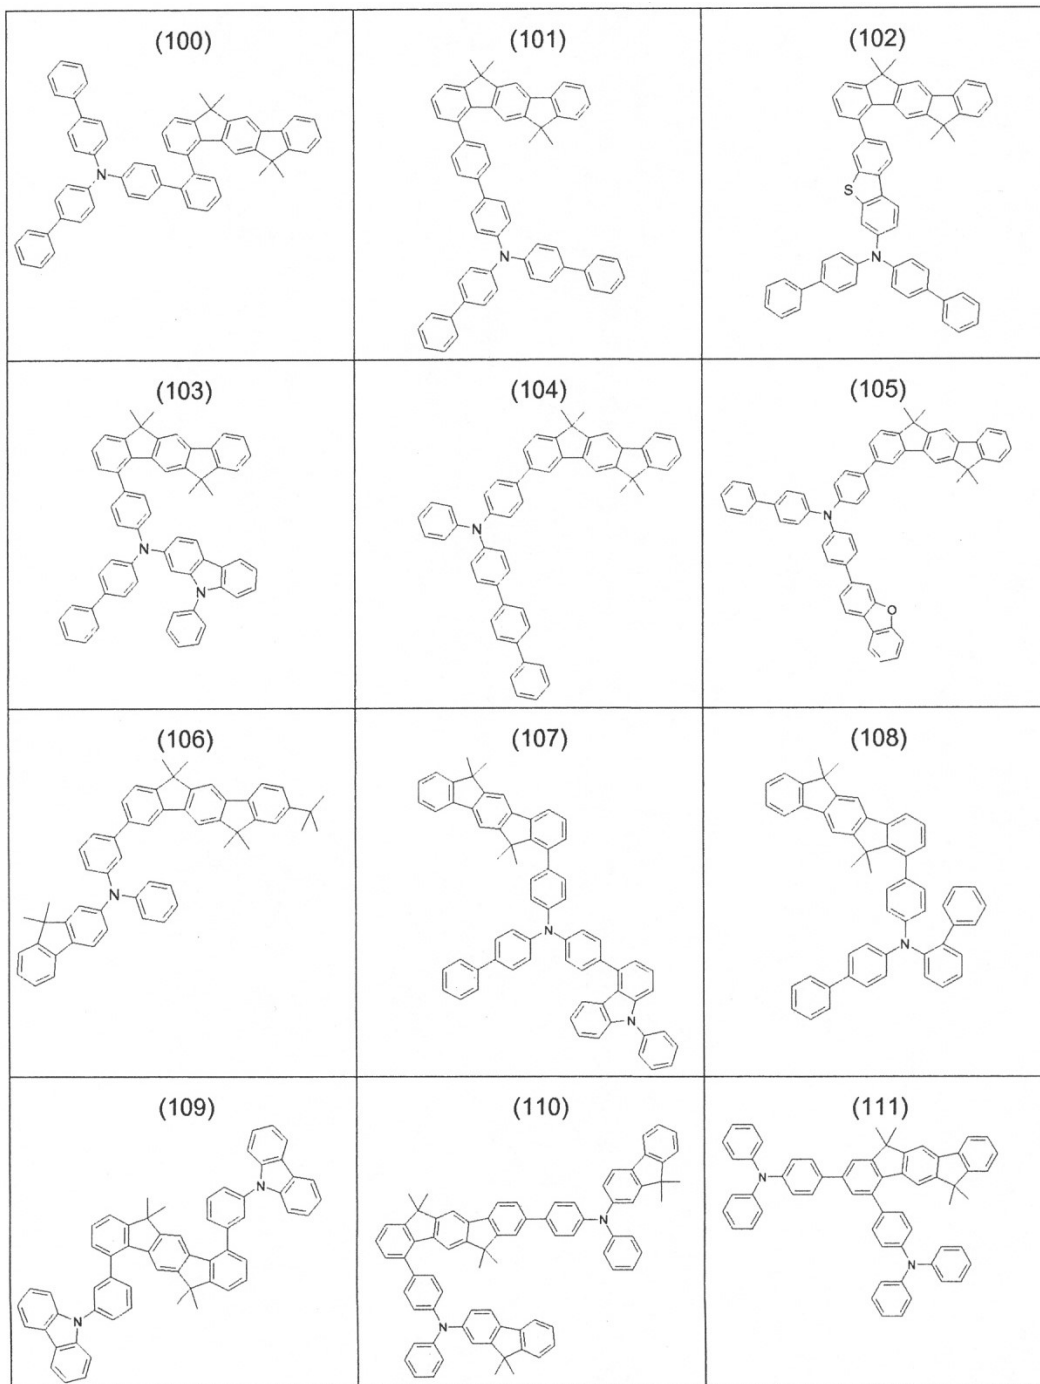 (100) (101) (102)
N N N
S
(103) (104) (105)
N N N
N O
(106) (107) (108)
N N N
N
(109) (110) (111)
N N N
N N N